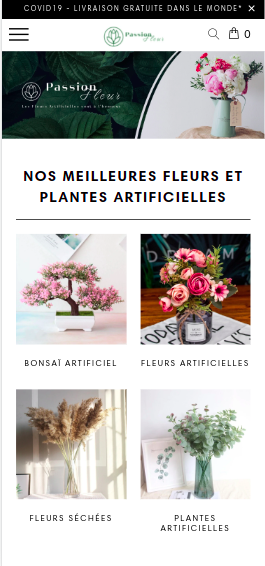 COVID19 - LIVRAISON GRATUITE DANS LE MONDE* ✕
Passion
Fleur
0
Passion
Fleur
Les Fleurs Artificielles sont à l'honneur
NOS MEILLEURES FLEURS ET
PLANTES ARTIFICIELLES
BONSAÏ ARTIFICIEL
FLEURS ARTIFICIELLES
FLEURS SÉCHÉES
PLANTES
ARTIFICIELLES